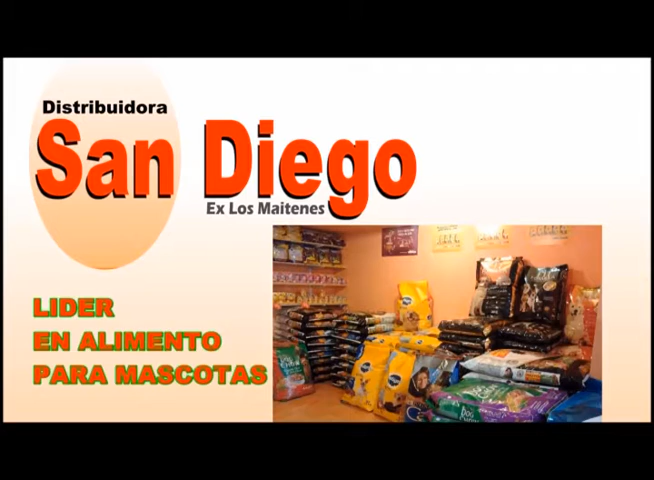 Distribuidora
San Diego
Ex Los Maitenes
LIDER
EN ALIMENTO
PARA MASCOTAS